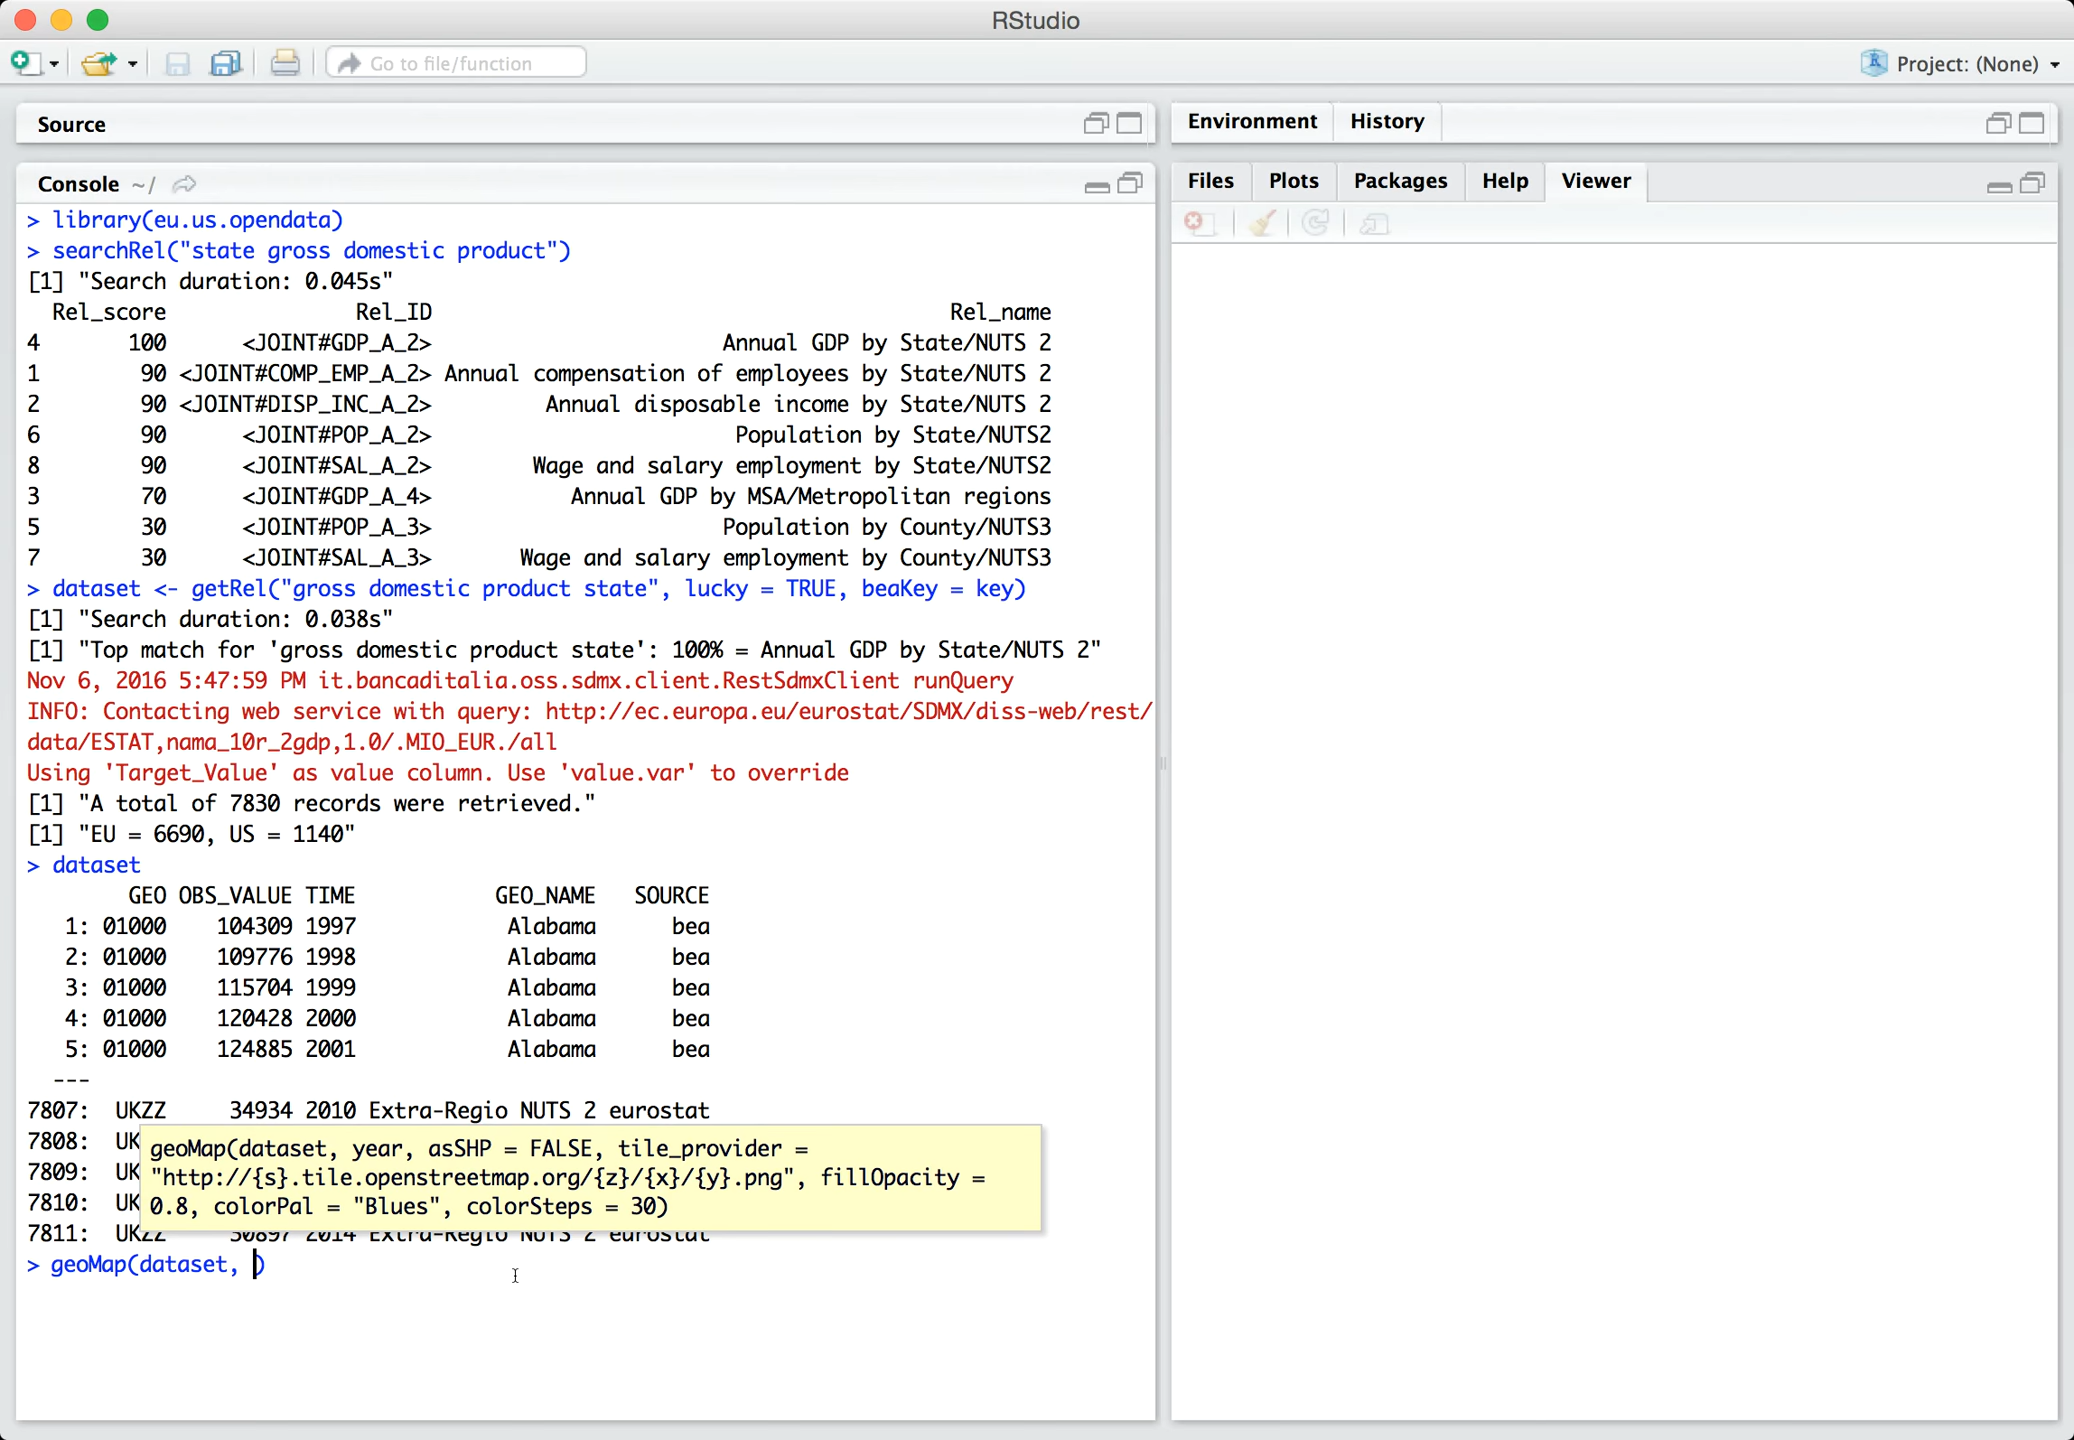 RStudio
Go to file/function
Project: (None)
Source
Environment History
Console ~/
Files Plots Packages Help Viewer
> library(eu.us.opendata)
> searchRel("state gross domestic product")
[1] "Search duration: 0.045s"
  Rel_score               Rel_ID                                         Rel_name
4        100      <JOINT#GDP_A_2>                      Annual GDP by State/NUTS 2
1         90 <JOINT#COMP_EMP_A_2> Annual compensation of employees by State/NUTS 2
2         90 <JOINT#DISP_INC_A_2>         Annual disposable income by State/NUTS 2
6         90      <JOINT#POP_A_2>                        Population by State/NUTS2
8         90      <JOINT#SAL_A_2>        Wage and salary employment by State/NUTS2
3         70      <JOINT#GDP_A_4>           Annual GDP by MSA/Metropolitan regions
5         30      <JOINT#POP_A_3>                       Population by County/NUTS3
7         30      <JOINT#SAL_A_3>       Wage and salary employment by County/NUTS3
> dataset <- getRel("gross domestic product state", lucky = TRUE, beaKey = key)
[1] "Search duration: 0.038s"
[1] "Top match for 'gross domestic product state': 100% = Annual GDP by State/NUTS 2"
Nov 6, 2016 5:47:59 PM it.bancaditalia.oss.sdmx.client.RestSdmxClient runQuery
INFO: Contacting web service with query: http://ec.europa.eu/eurostat/SDMX/diss-web/rest/
data/ESTAT,nama_10r_2gdp,1.0/.MIO_EUR./all
Using 'Target_Value' as value column. Use 'value.var' to override
[1] "A total of 7830 records were retrieved."
[1] "EU = 6690, US = 1140"
> dataset
        GEO OBS_VALUE TIME           GEO_NAME   SOURCE
   1: 01000    104309 1997            Alabama      bea
   2: 01000    109776 1998            Alabama      bea
   3: 01000    115704 1999            Alabama      bea
   4: 01000    120428 2000            Alabama      bea
   5: 01000    124885 2001            Alabama      bea
  ---
7807:  UKZZ     34934 2010 Extra-Regio NUTS 2 eurostat
7808: UK
geoMap(dataset, year, asSHP = FALSE, tile_provider =
7809: UK
"http://{s}.tile.openstreetmap.org/{z}/{x}/{y}.png", fillOpacity =
7810: UK
0.8, colorPal = "Blues", colorSteps = 30)
7811:  UKZZ     30897 2014 Extra-Regio NUTS 2 eurostat
> geoMap(dataset, )